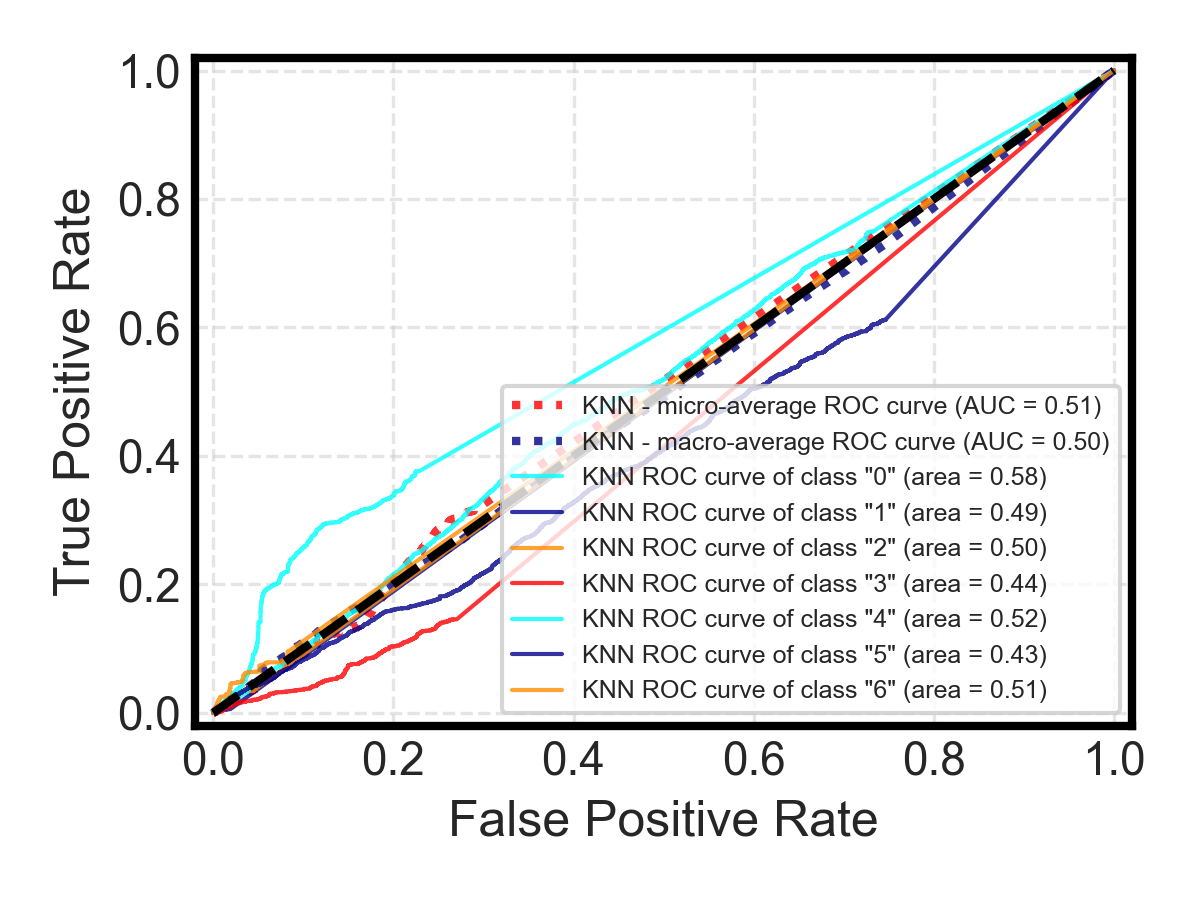 1.0
0.8
0.6
0.4
0.2
0.0
True Positive Rate
KNN - micro-average ROC curve (AUC = 0.51)
KNN - macro-average ROC curve (AUC = 0.50)
KNN ROC curve of class "0" (area = 0.58)
KNN ROC curve of class "1" (area = 0.49)
KNN ROC curve of class "2" (area = 0.50)
KNN ROC curve of class "3" (area = 0.44)
KNN ROC curve of class "4" (area = 0.52)
KNN ROC curve of class "5" (area = 0.43)
KNN ROC curve of class "6" (area = 0.51)
0.0 0.2 0.4 0.6 0.8 1.0
False Positive Rate